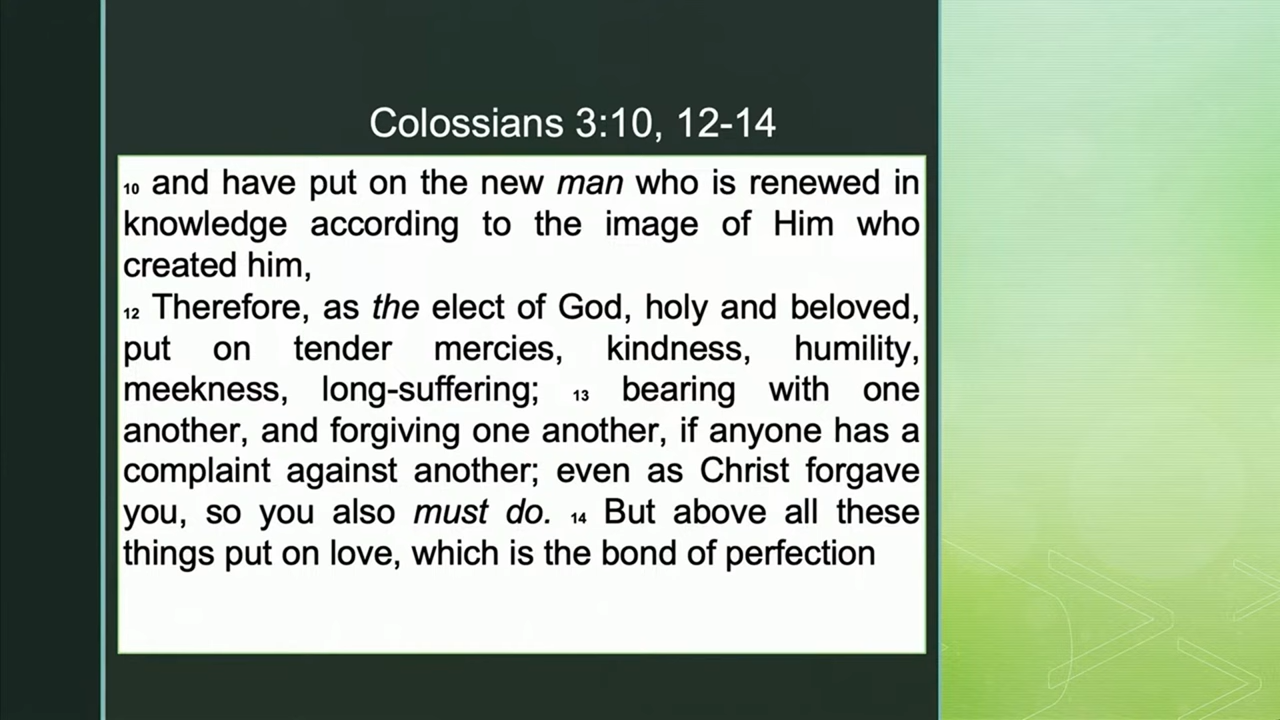 Colossians 3:10, 12-14
10 and have put on the new man who is renewed in
knowledge according to the image of Him who
created him,
12 Therefore, as the elect of God, holy and beloved,
put on tender mercies, kindness, humility,
meekness, long-suffering; 13 bearing with one
another, and forgiving one another, if anyone has a
complaint against another; even as Christ forgave
you, so you also must do. 14 But above all these
things put on love, which is the bond of perfection